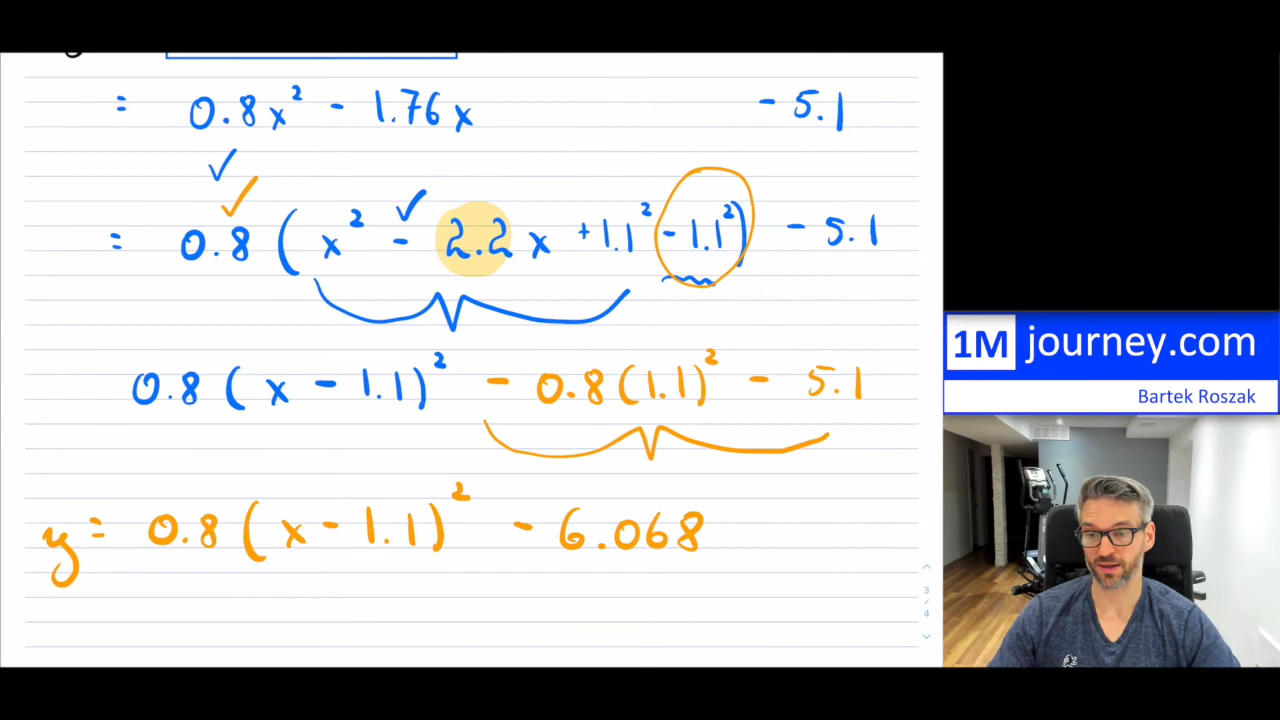 = 0.8x² - 1.76x - 5.1
= 0.8 ( x² - 2.2x + 1.1² - 1.1² ) - 5.1
0.8 ( x - 1.1 )² - 0.8 ( 1.1 )² - 5.1
y = 0.8 ( x - 1.1 )² - 6.068
1M journey.com
Bartek Roszak
3
/
4